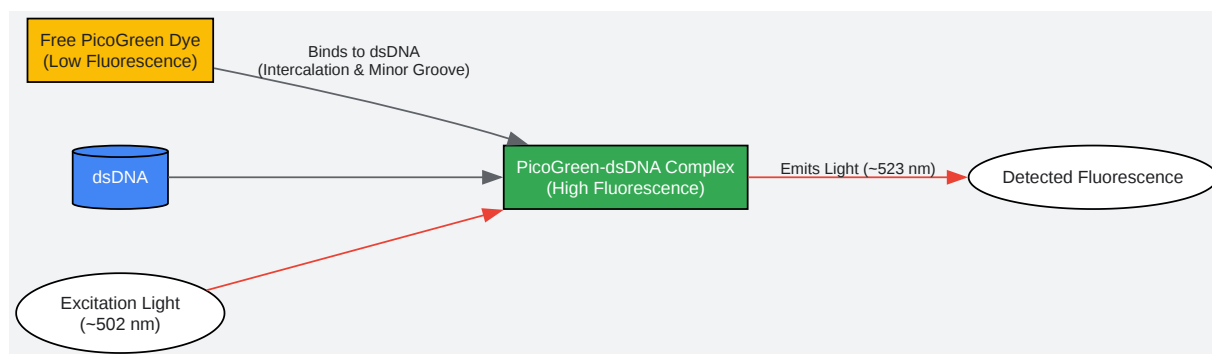 Free PicoGreen Dye
(Low Fluorescence)
Binds to dsDNA
(Intercalation & Minor Groove)
dsDNA
PicoGreen-dsDNA Complex
(High Fluorescence)
Emits Light (~523 nm)
Detected Fluorescence
Excitation Light
(~502 nm)